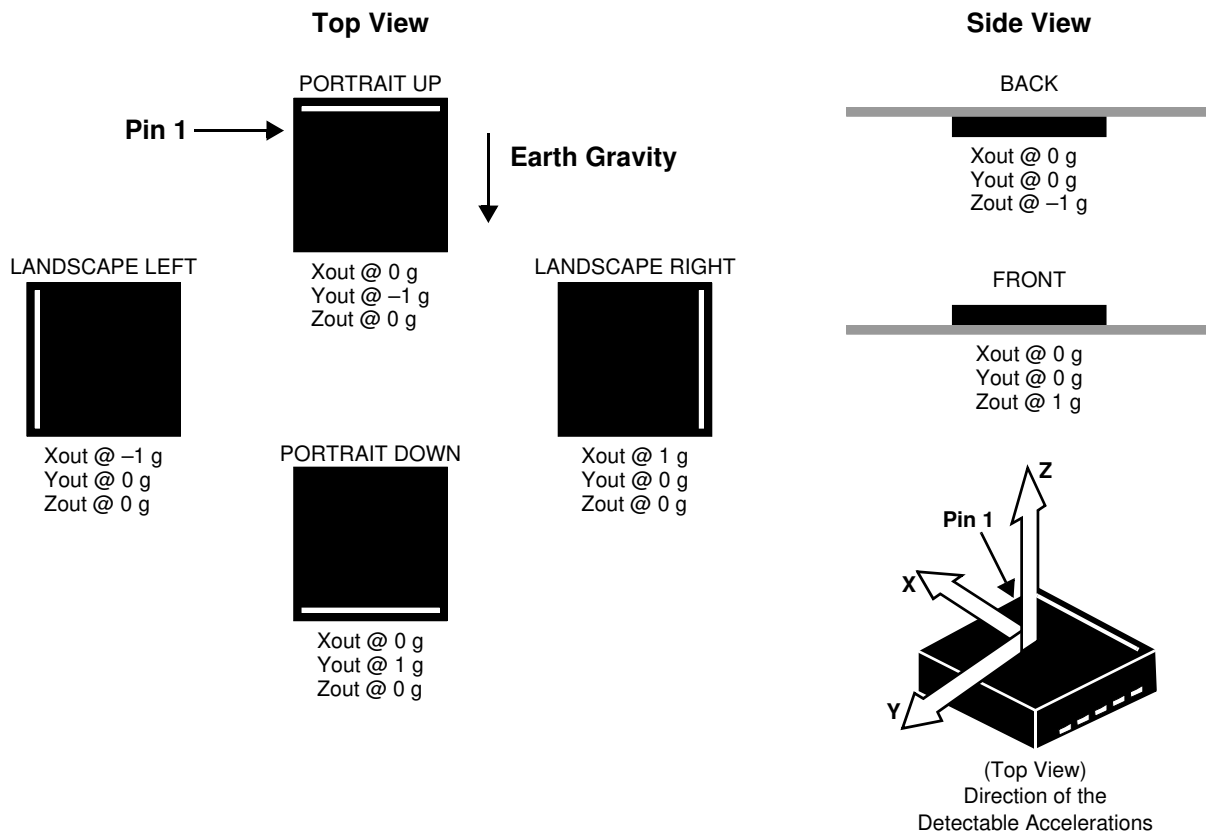 Top View
Side View
PORTRAIT UP
BACK
Pin 1
Earth Gravity
Xout @ 0 g
Yout @ 0 g
Zout @ –1 g
LANDSCAPE LEFT
Xout @ 0 g
Yout @ –1 g
Zout @ 0 g
LANDSCAPE RIGHT
FRONT
Xout @ 0 g
Yout @ 0 g
Zout @ 1 g
Xout @ –1 g
Yout @ 0 g
Zout @ 0 g
PORTRAIT DOWN
Xout @ 1 g
Yout @ 0 g
Zout @ 0 g
Xout @ 0 g
Yout @ 1 g
Zout @ 0 g
Z
Pin 1
X
Y
(Top View)
Direction of the
Detectable Accelerations